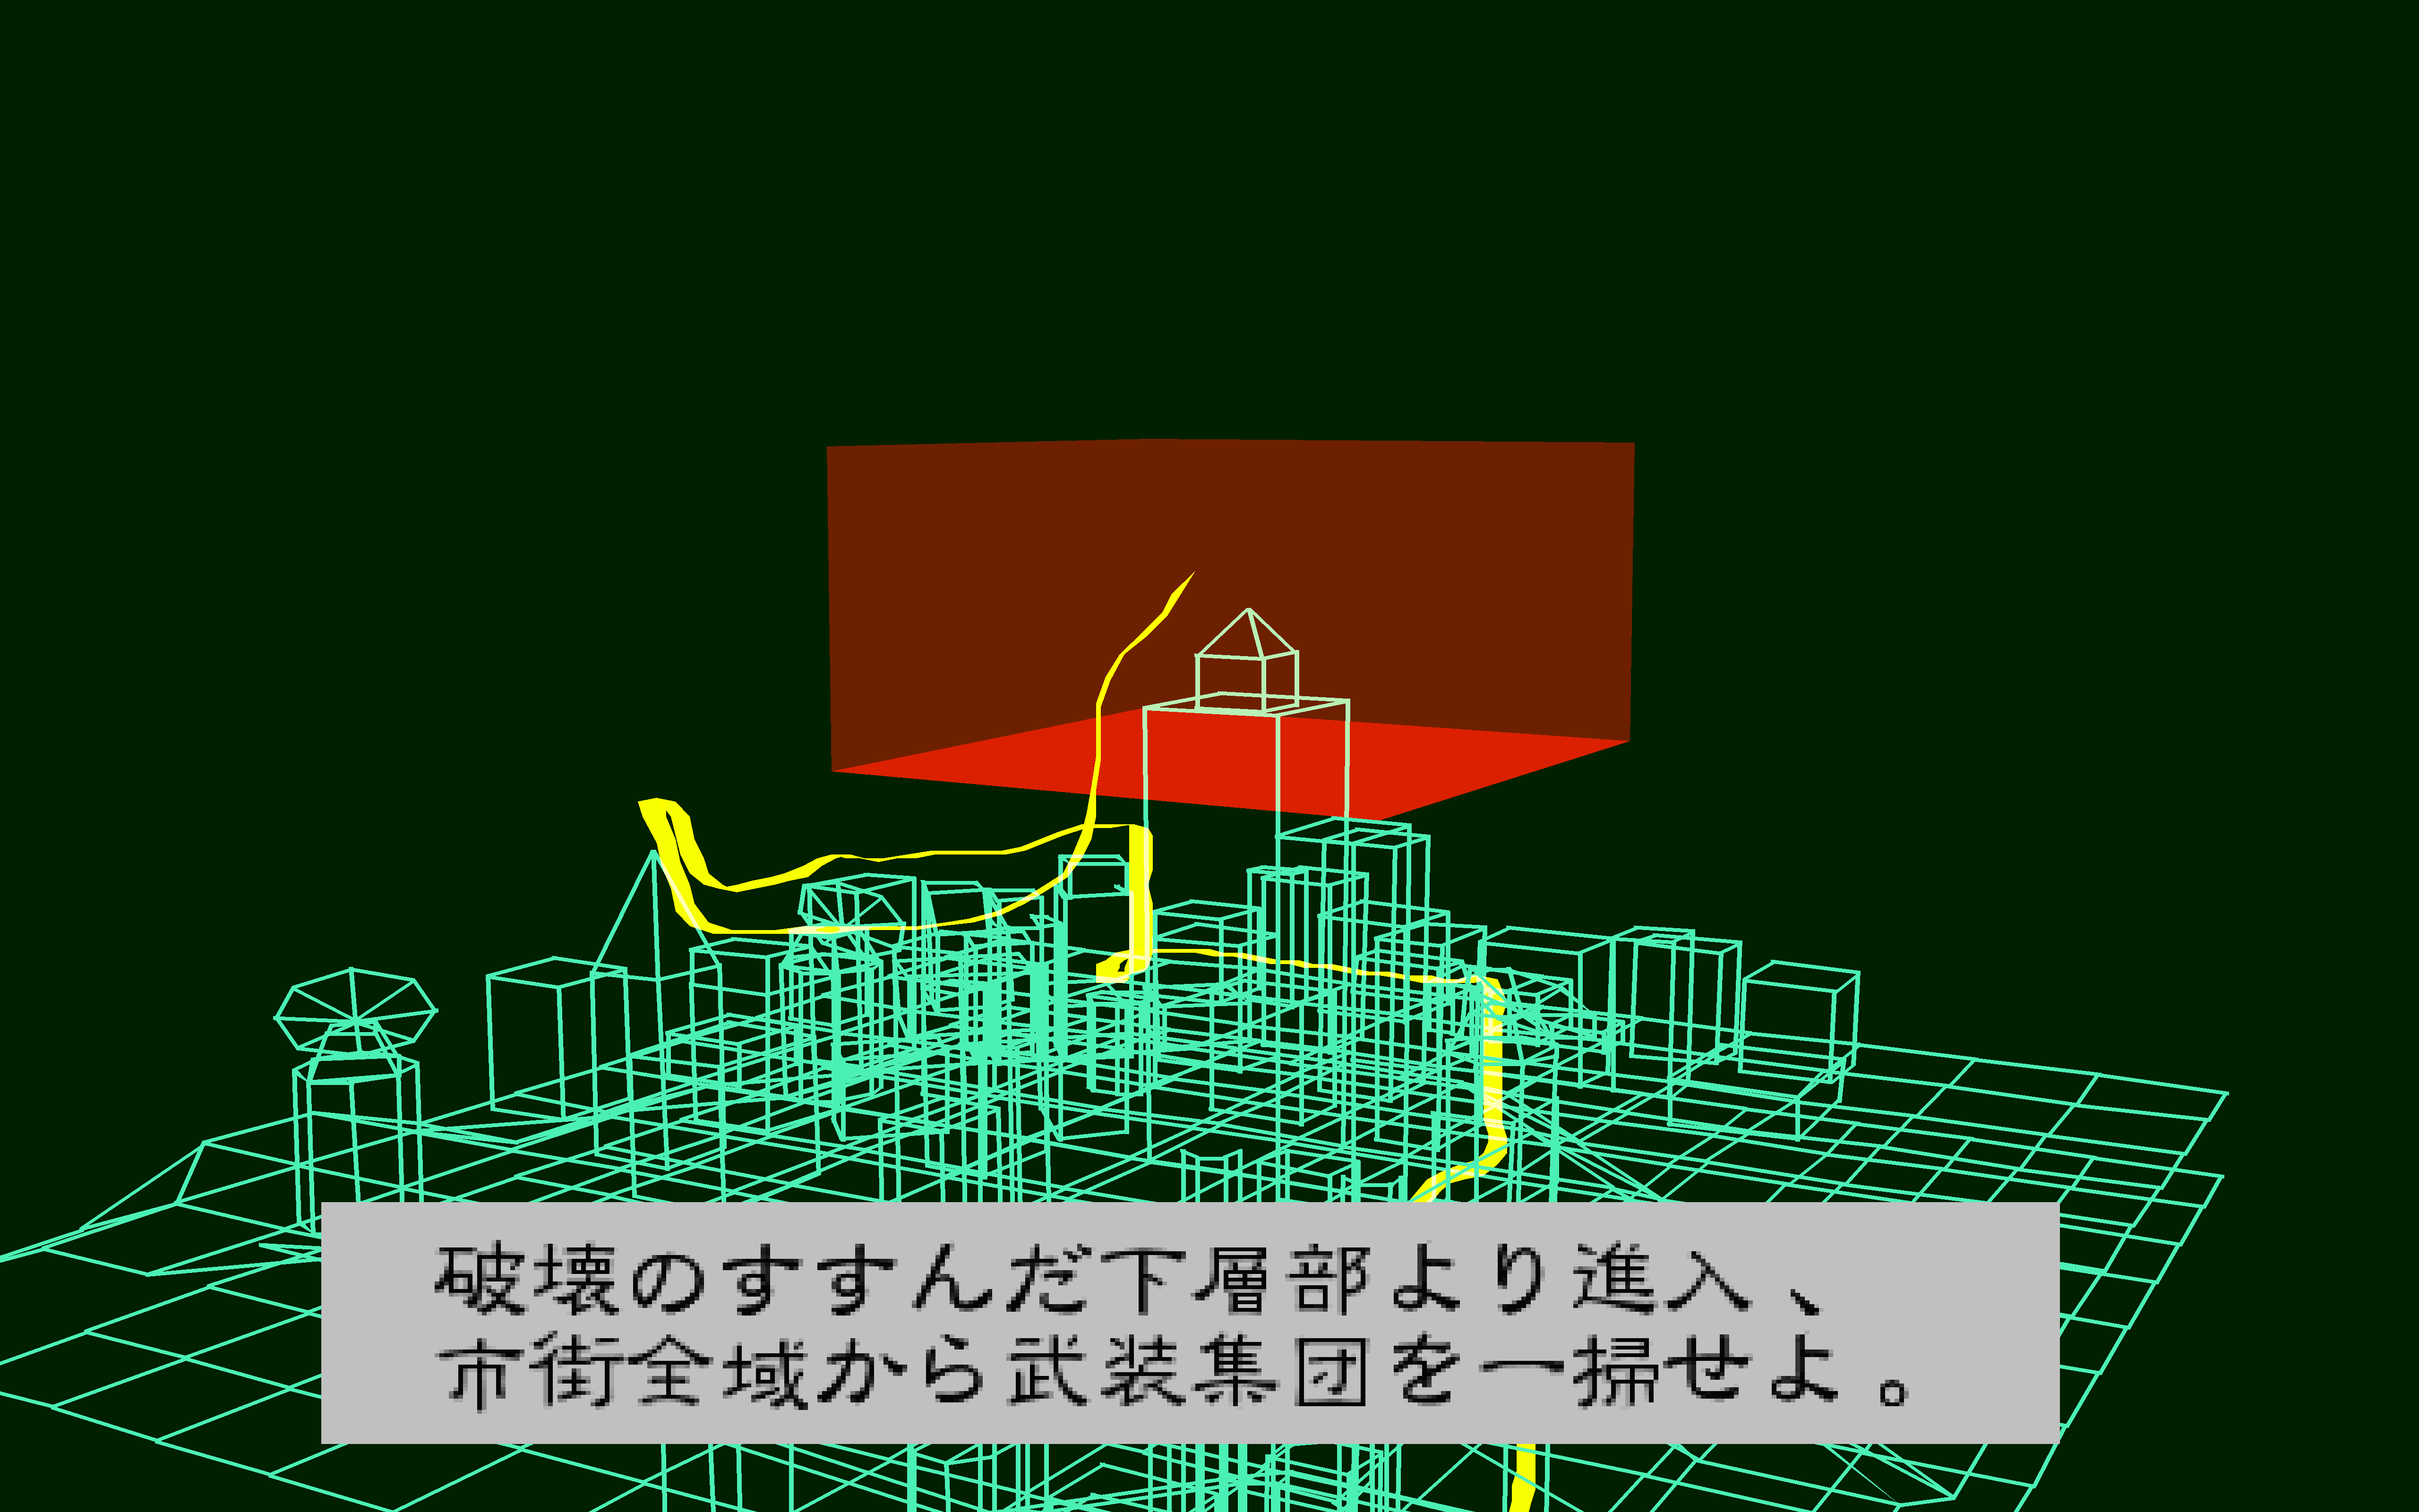 破壊のすすんだ下層部より進入、
市街全域から武装集団を一掃せよ。